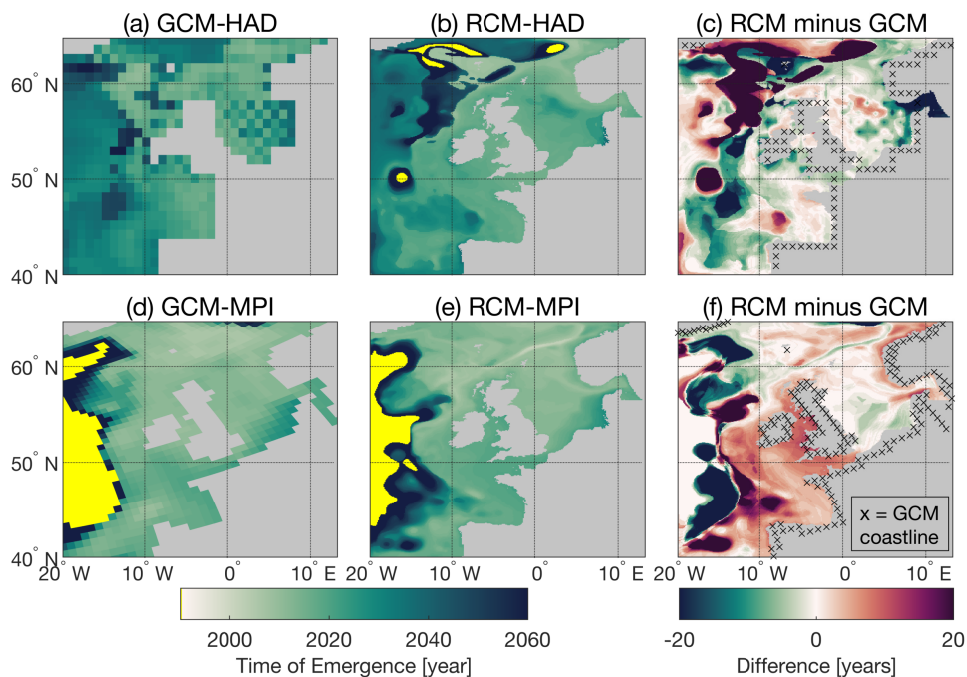 (a) GCM-HAD
(b) RCM-HAD
(c) RCM minus GCM
60° N
50° N
40° N
(d) GCM-MPI
(e) RCM-MPI
(f) RCM minus GCM
60° N
50° N
40° N
x = GCM
coastline
20° W 10° W 0° 10° E
20° W 10° W 0° 10° E
20° W 10° W 0° 10° E
2000 2020 2040 2060
Time of Emergence [year]
-20 0 20
Difference [years]